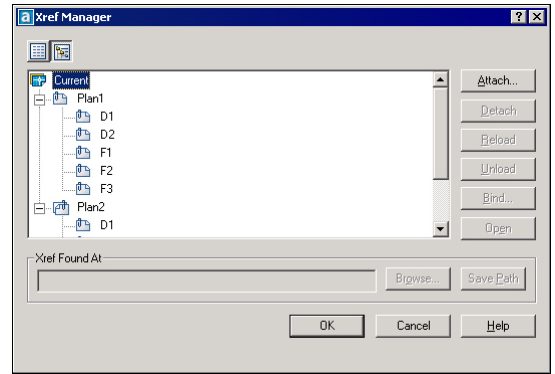 Xref Manager
Current
Attach...
Plan1
D1
Detach
D2
F1
Reload
F2
Unload
F3
Bind...
Plan2
D1
Open
Xref Found At
Browse...
Save Path
OK
Cancel
Help